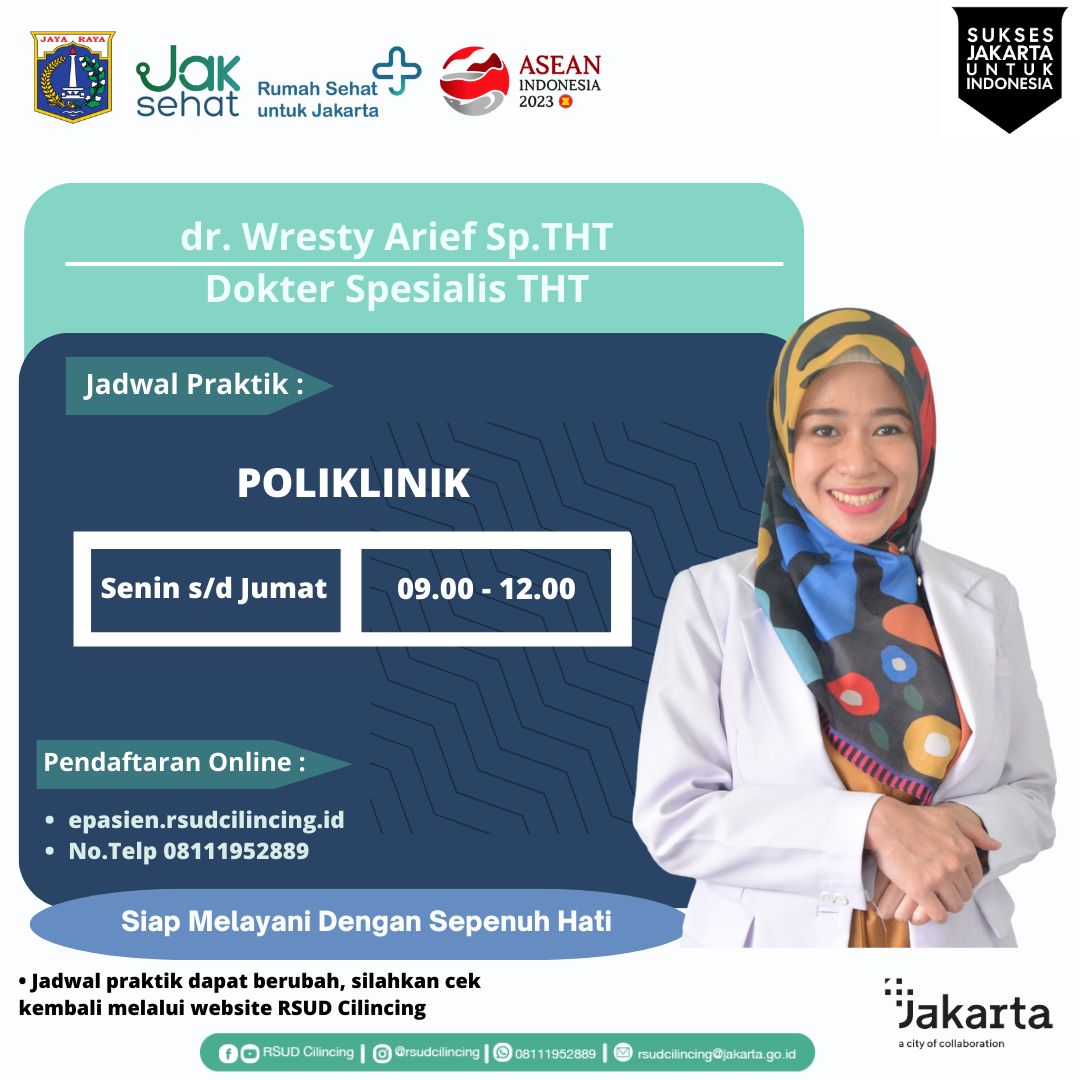 JAYA RAYA
Jak
sehat
Rumah Sehat
untuk Jakarta
ASEAN
INDONESIA
2023
SUKSES
JAKARTA
UNTUK
INDONESIA
dr. Wresty Arief Sp.THT
Dokter Spesialis THT
Jadwal Praktik :
POLIKLINIK
Senin s/d Jumat
09.00 - 12.00
Pendaftaran Online :
• epasien.rsudcilincing.id
• No.Telp 08111952889
Siap Melayani Dengan Sepenuh Hati
• Jadwal praktik dapat berubah, silahkan cek
kembali melalui website RSUD Cilincing
Jakarta
a city of collaboration
RSUD Cilincing | @rsudcilincing | 08111952889 | rsudcilincing@jakarta.go.id